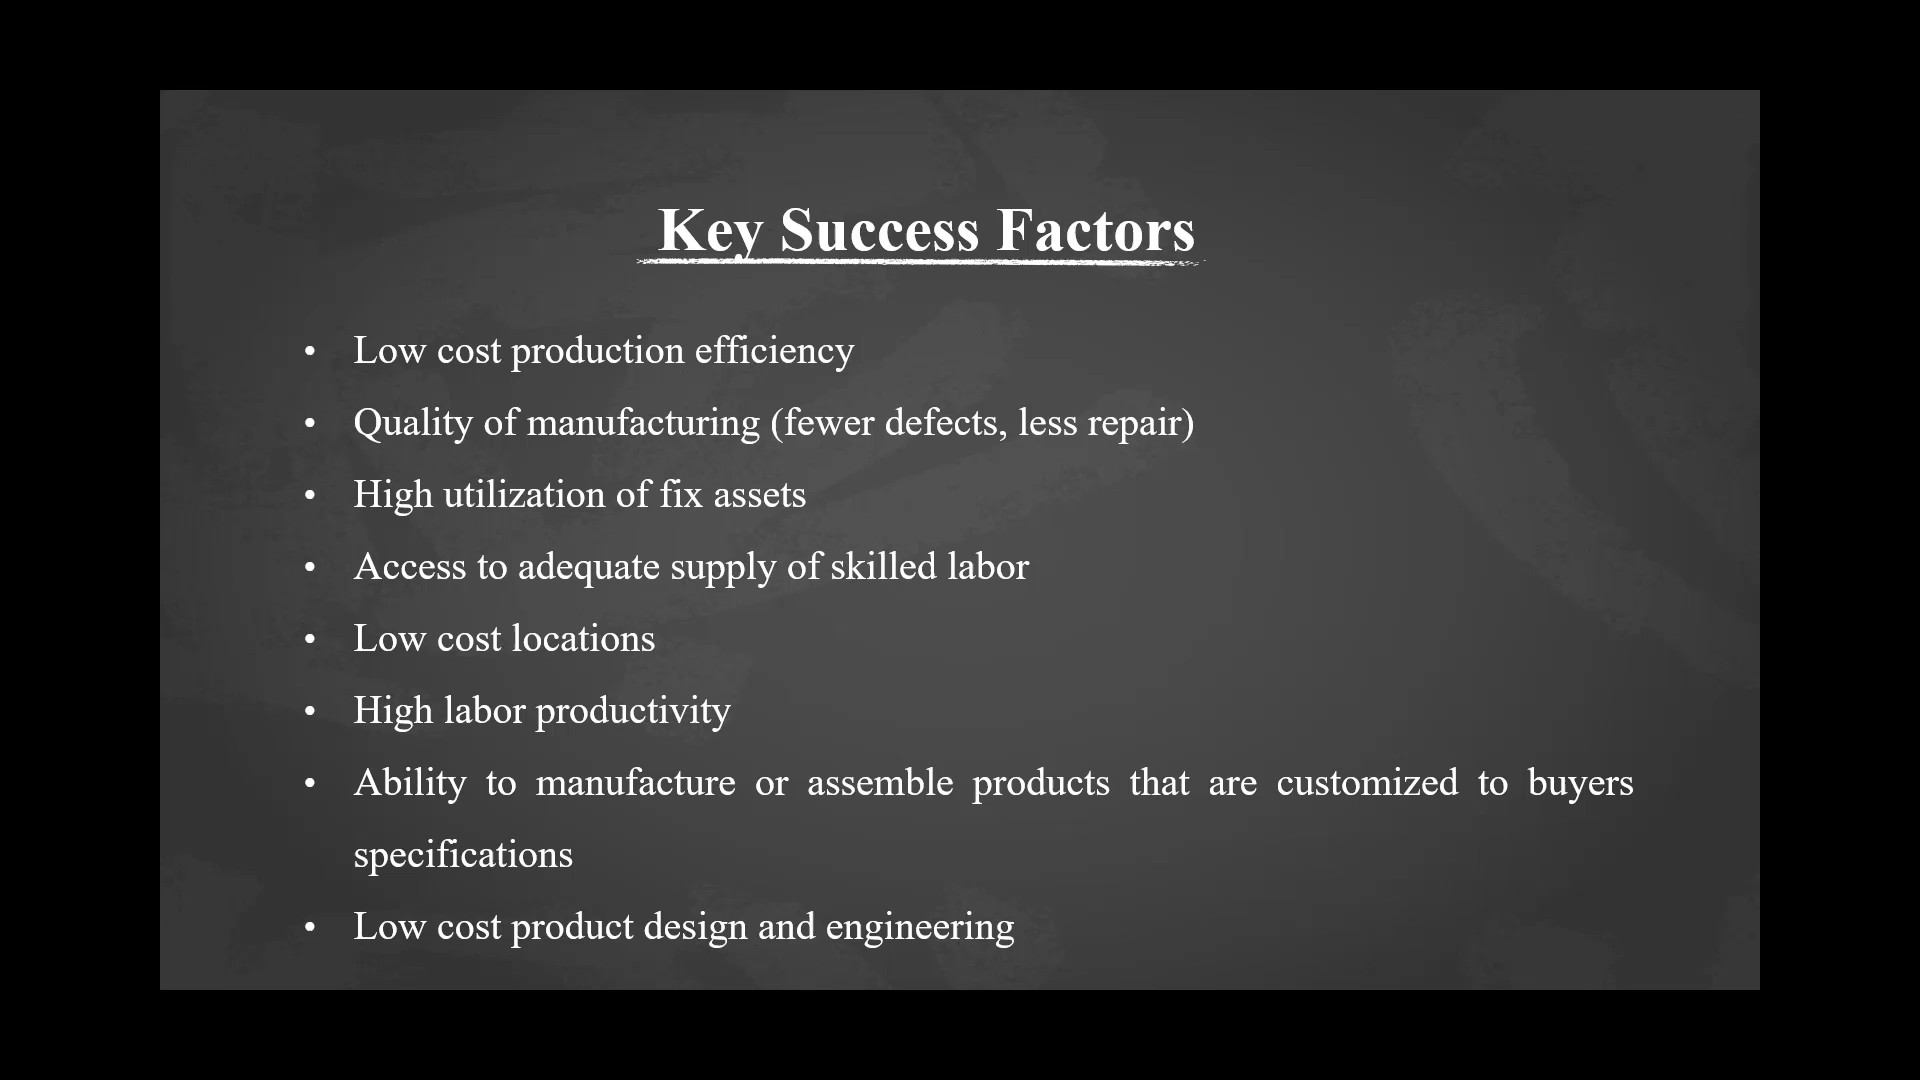 Key Success Factors
• Low cost production efficiency
• Quality of manufacturing (fewer defects, less repair)
• High utilization of fix assets
• Access to adequate supply of skilled labor
• Low cost locations
• High labor productivity
• Ability to manufacture or assemble products that are customized to buyers
specifications
• Low cost product design and engineering